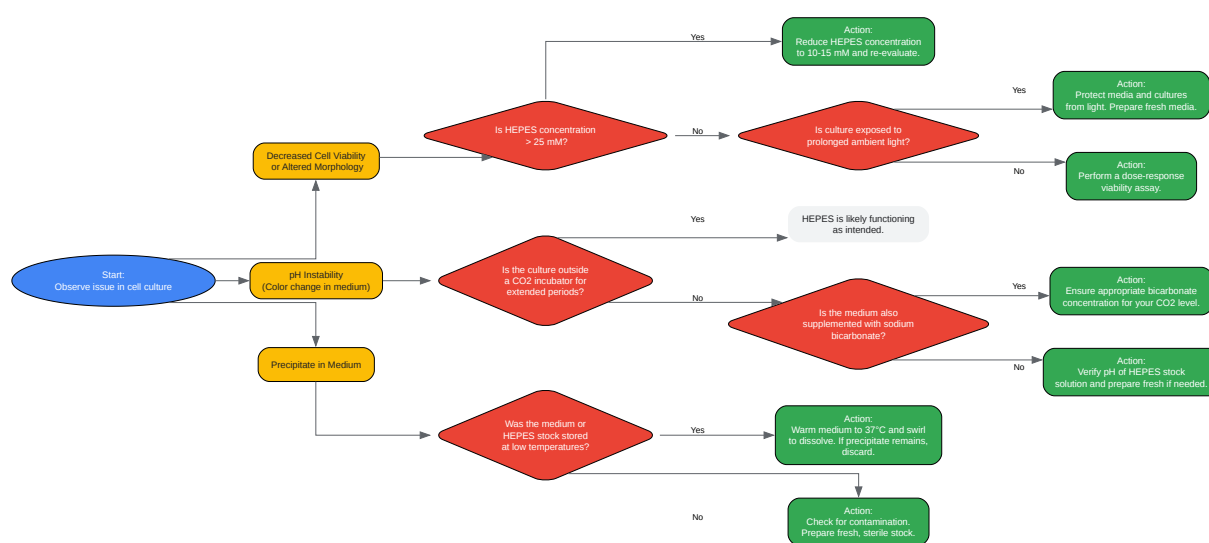 Start:
Observe issue in cell culture
Decreased Cell Viability
or Altered Morphology
Is HEPES concentration
> 25 mM?
Yes
Action:
Reduce HEPES concentration
to 10-15 mM and re-evaluate.
No
Is culture exposed to
prolonged ambient light?
Yes
Action:
Protect media and cultures
from light. Prepare fresh media.
No
Action:
Perform a dose-response
viability assay.
pH Instability
(Color change in medium)
Is the culture outside
a CO2 incubator for
extended periods?
Yes
HEPES is likely functioning
as intended.
No
Is the medium also
supplemented with sodium
bicarbonate?
Yes
Action:
Ensure appropriate bicarbonate
concentration for your CO2 level.
No
Action:
Verify pH of HEPES stock
solution and prepare fresh if needed.
Precipitate in Medium
Was the medium or
HEPES stock stored
at low temperatures?
Yes
Action:
Warm medium to 37°C and swirl
to dissolve. If precipitate remains,
discard.
No
Action:
Check for contamination.
Prepare fresh, sterile stock.